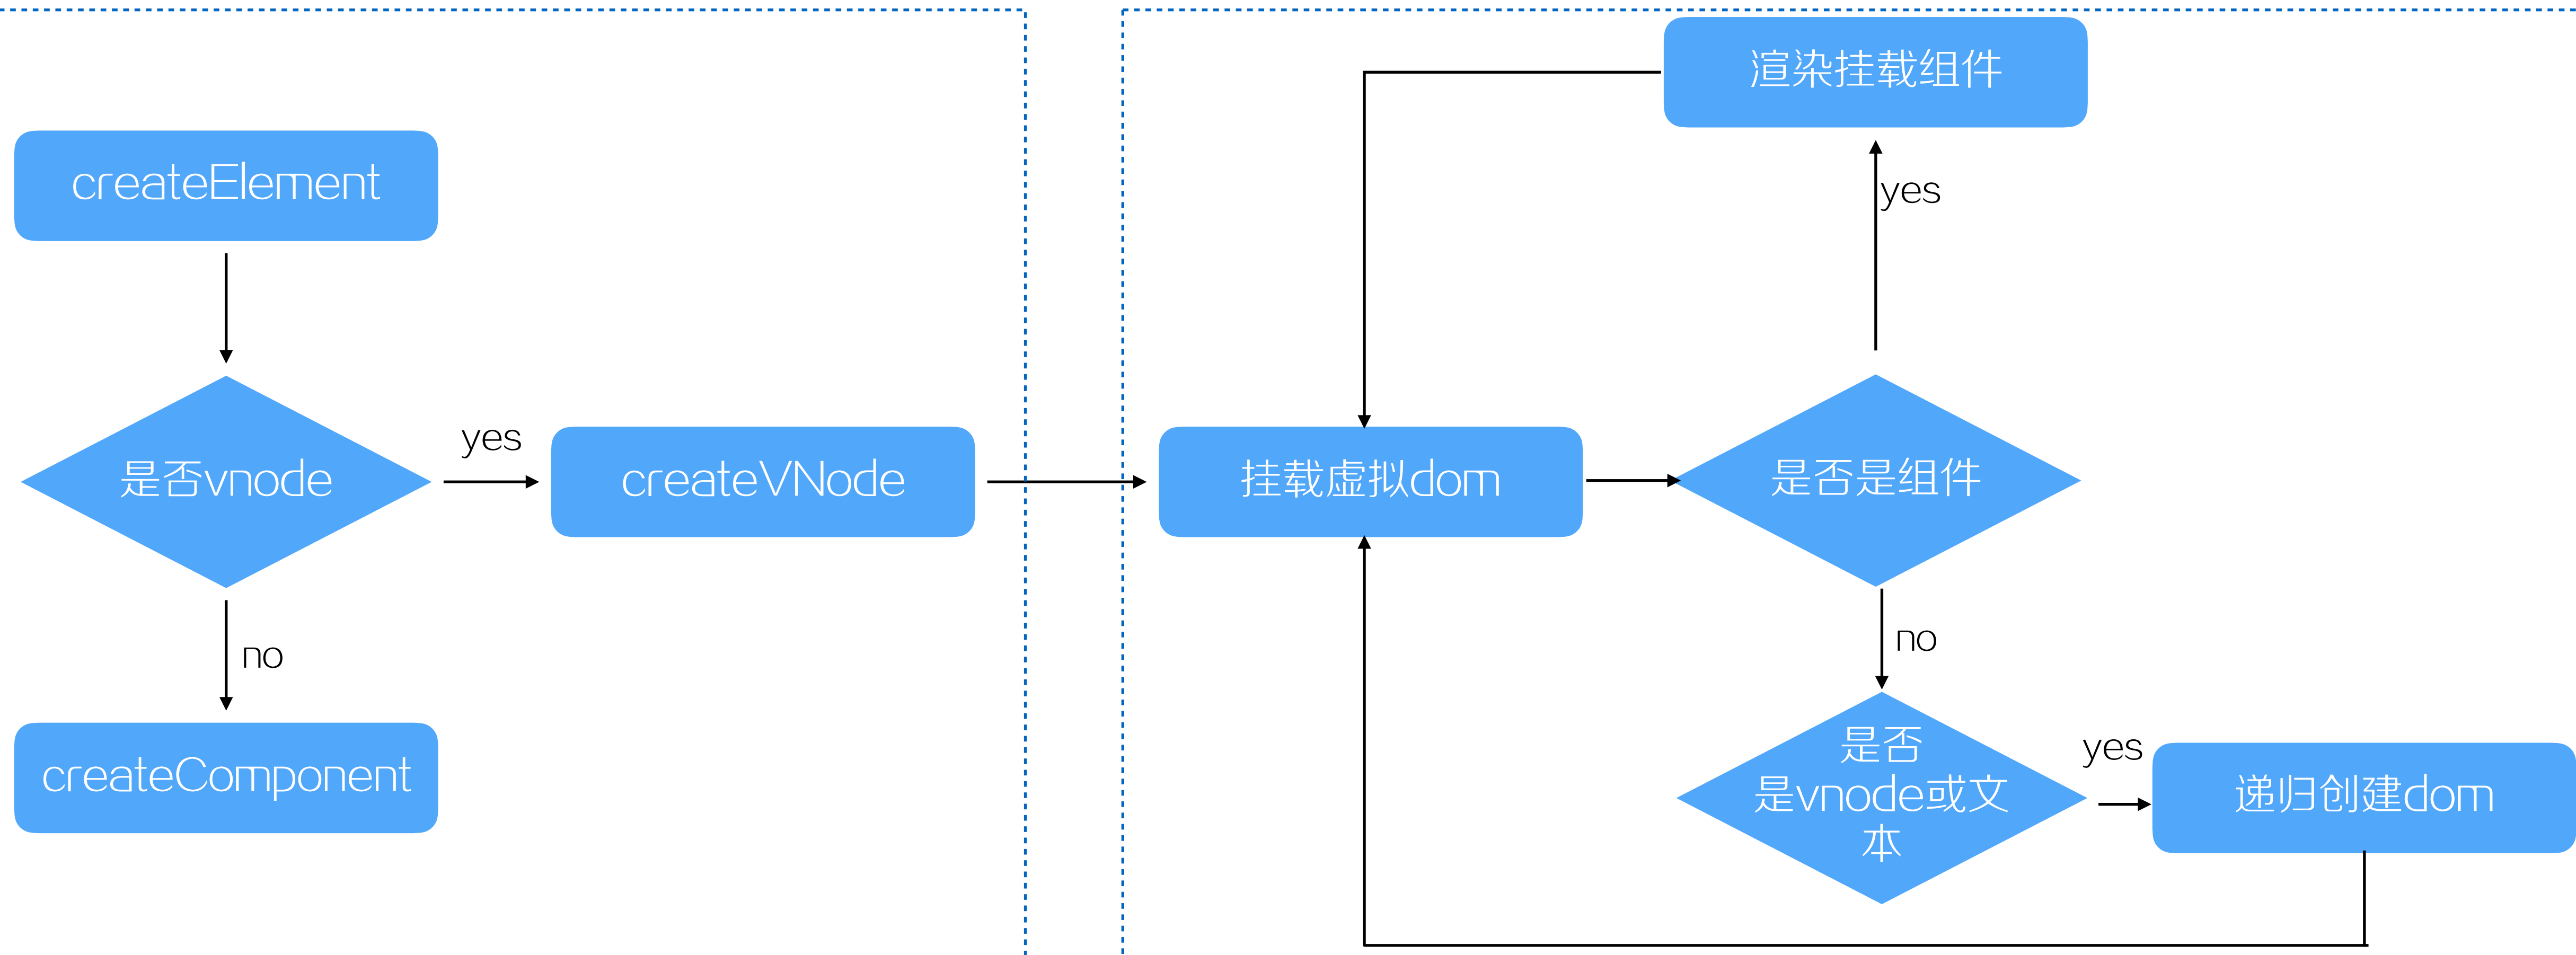 createElement
是否vnode
yes
createVNode
no
createComponent
渲染挂载组件
yes
挂载虚拟dom
是否是组件
no
是否
是vnode或文
本
yes
递归创建dom